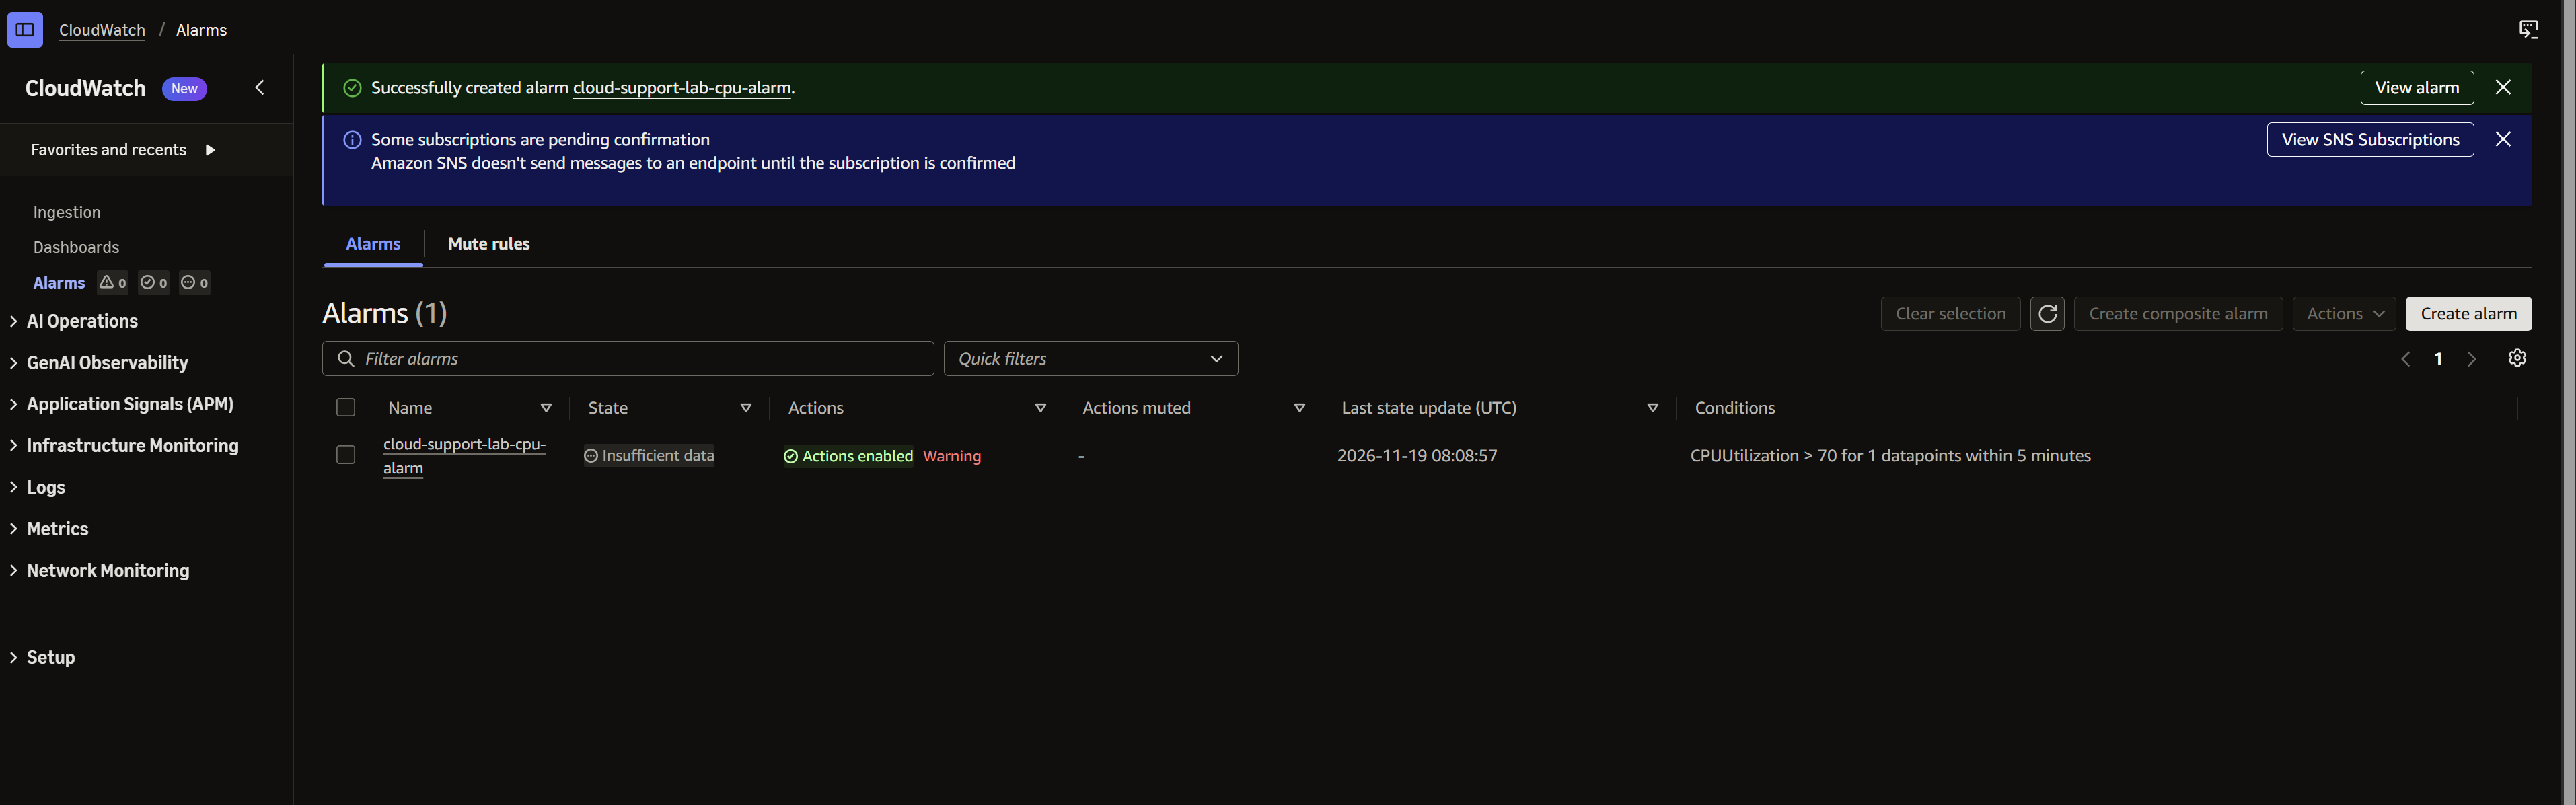 CloudWatch / Alarms
CloudWatch New
Favorites and recents
Ingestion
Dashboards
Alarms 0 0 0
AI Operations
GenAI Observability
Application Signals (APM)
Infrastructure Monitoring
Logs
Metrics
Network Monitoring
Setup
Successfully created alarm cloud-support-lab-cpu-alarm. View alarm
Some subscriptions are pending confirmation View SNS Subscriptions
Amazon SNS doesn't send messages to an endpoint until the subscription is confirmed
Alarms Mute rules
Alarms (1) Clear selection Create composite alarm Actions Create alarm
Filter alarms Quick filters 1
Name State Actions Actions muted Last state update (UTC) Conditions
cloud-support-lab-cpu-
alarm
Insufficient data Actions enabled Warning - 2026-11-19 08:08:57 CPUUtilization > 70 for 1 datapoints within 5 minutes